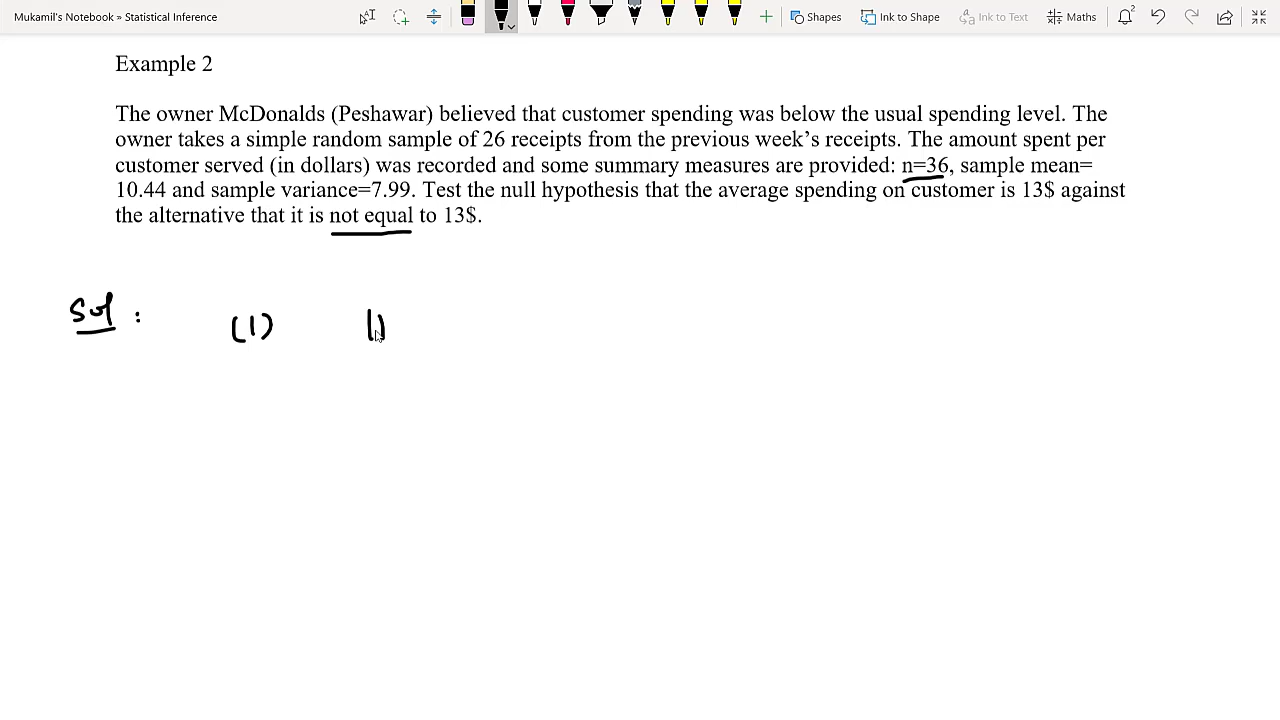 Mukamil's Notebook » Statistical Inference
Shapes Ink to Shape Ink to Text Maths 2
Example 2
The owner McDonalds (Peshawar) believed that customer spending was below the usual spending level. The
owner takes a simple random sample of 26 receipts from the previous week’s receipts. The amount spent per
customer served (in dollars) was recorded and some summary measures are provided: n=36, sample mean=
10.44 and sample variance=7.99. Test the null hypothesis that the average spending on customer is 13$ against
the alternative that it is not equal to 13$.
Sol : (1)